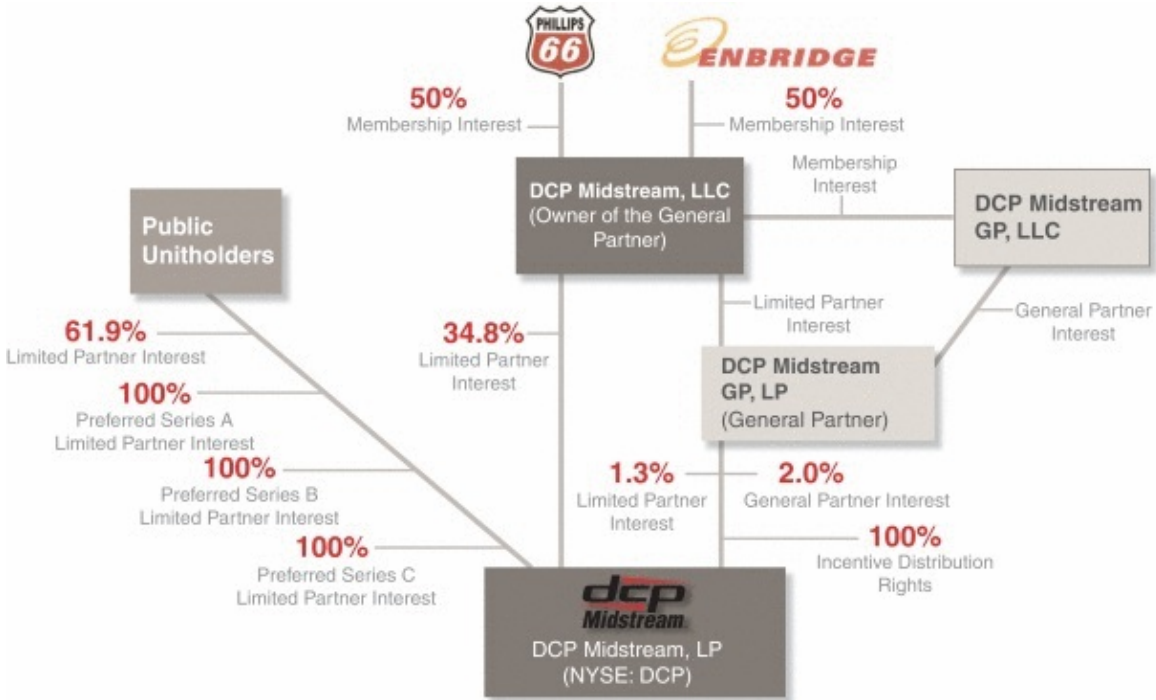 PHILLIPS
66
ENBRIDGE
50%
Membership Interest
50%
Membership Interest
DCP Midstream, LLC
(Owner of the General
Partner)
Membership
Interest
DCP Midstream
GP, LLC
Public
Unitholders
61.9%
Limited Partner Interest
100%
Preferred Series A
Limited Partner Interest
100%
Preferred Series B
Limited Partner Interest
100%
Preferred Series C
Limited Partner Interest
34.8%
Limited Partner
Interest
Limited Partner
Interest
General Partner
Interest
DCP Midstream
GP, LP
(General Partner)
1.3%
Limited Partner
Interest
2.0%
General Partner Interest
100%
Incentive Distribution
Rights
dcp
Midstream
DCP Midstream, LP
(NYSE: DCP)